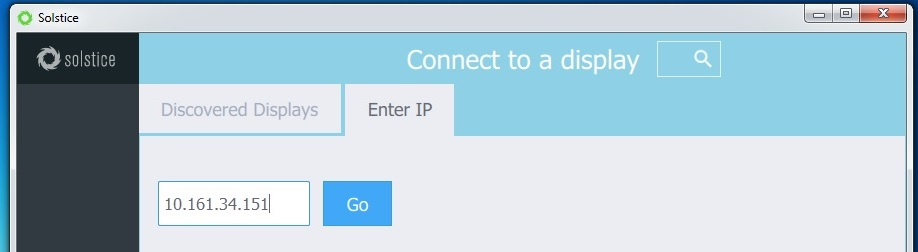 Solstice
solstice
Connect to a display
Discovered Displays
Enter IP
10.161.34.151
Go